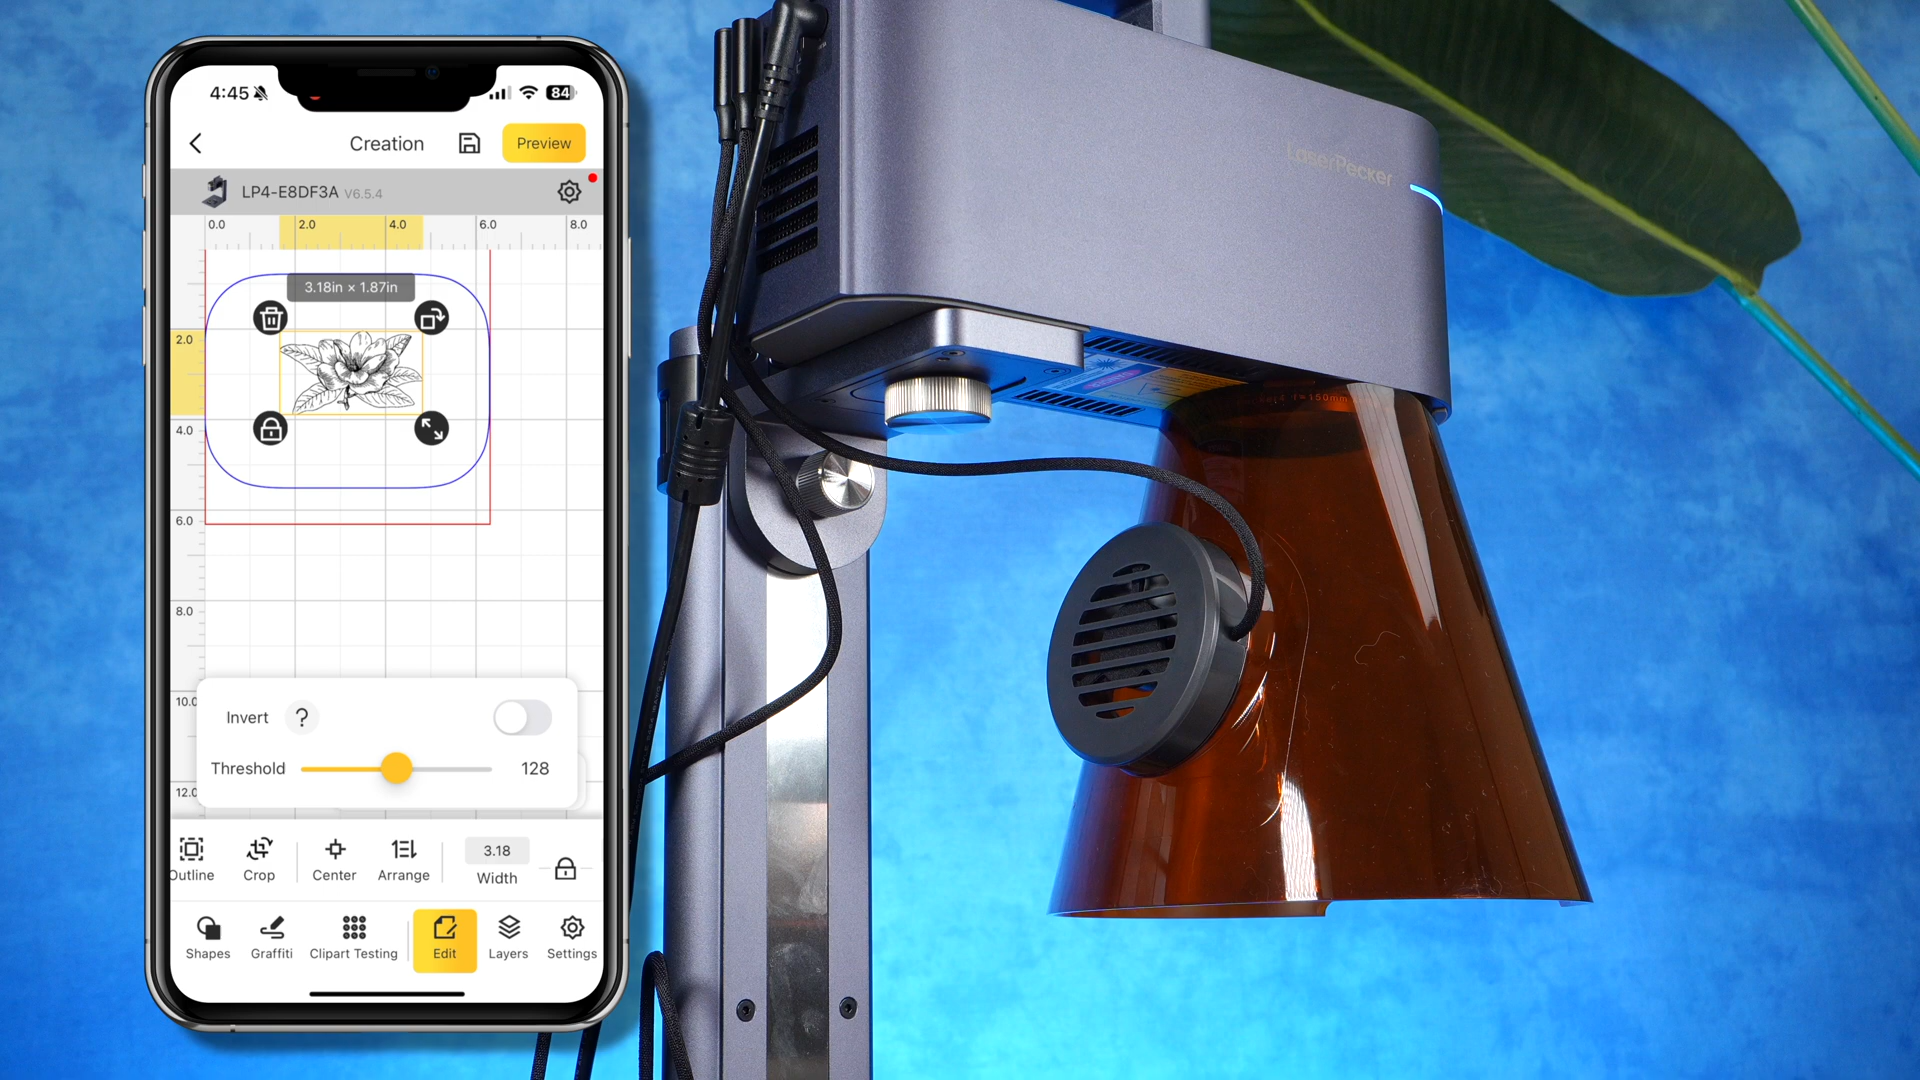 4:45
84
Creation
Preview
LP4-E8DF3A V6.5.4
0.0 2.0 4.0 6.0 8.0
3.18in × 1.87in
2.0
4.0
6.0
8.0
10.0
12.0
Invert ?
Threshold 128
Outline
Crop
Center
Arrange
3.18
Width
Shapes
Graffiti
Clipart Testing
Edit
Layers
Settings
LaserPecker
f=150mm